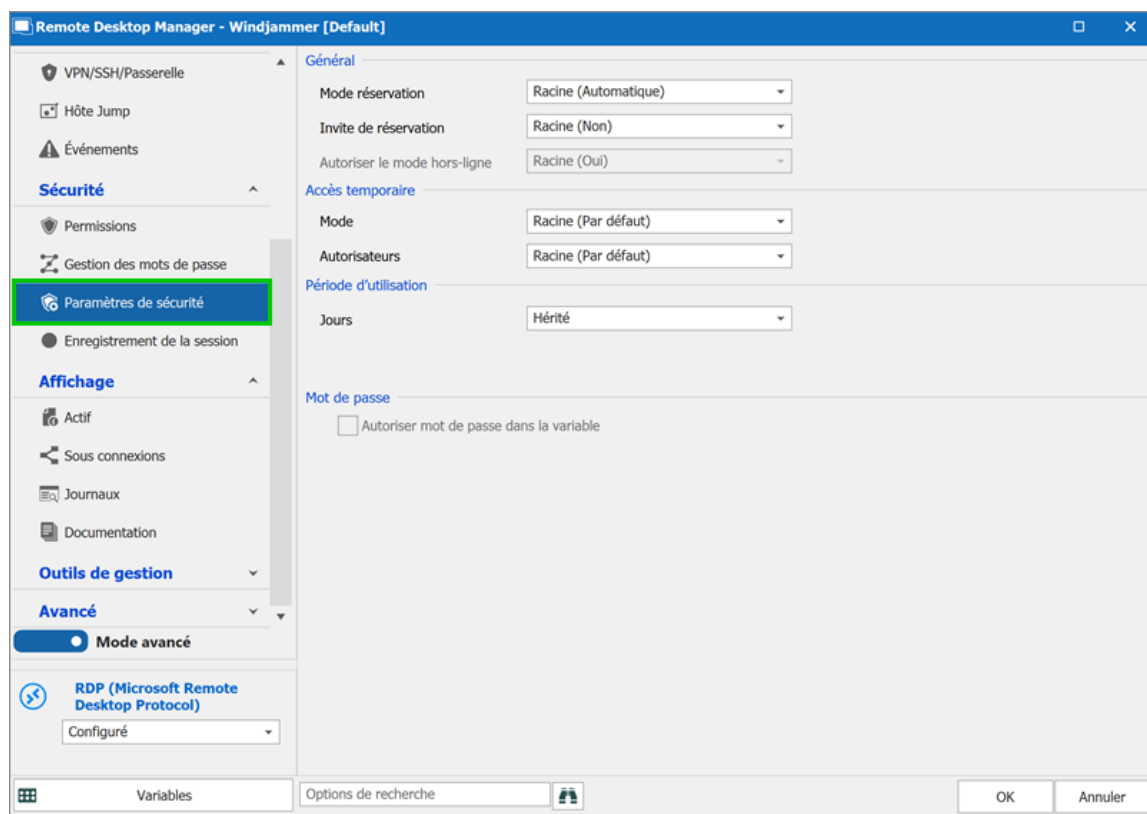 Remote Desktop Manager - Windjammer [Default]
VPN/SSH/Passerelle
Hôte Jump
Événements
Sécurité
Permissions
Gestion des mots de passe
Paramètres de sécurité
Enregistrement de la session
Affichage
Actif
Sous connexions
Journaux
Documentation
Outils de gestion
Avancé
Mode avancé
RDP (Microsoft Remote
Desktop Protocol)
Configuré
Variables
Général
Mode réservation Racine (Automatique)
Invite de réservation Racine (Non)
Autoriser le mode hors-ligne Racine (Oui)
Accès temporaire
Mode Racine (Par défaut)
Autorisateurs Racine (Par défaut)
Période d’utilisation
Jours Hérité
Mot de passe
Autoriser mot de passe dans la variable
Options de recherche
OK Annuler